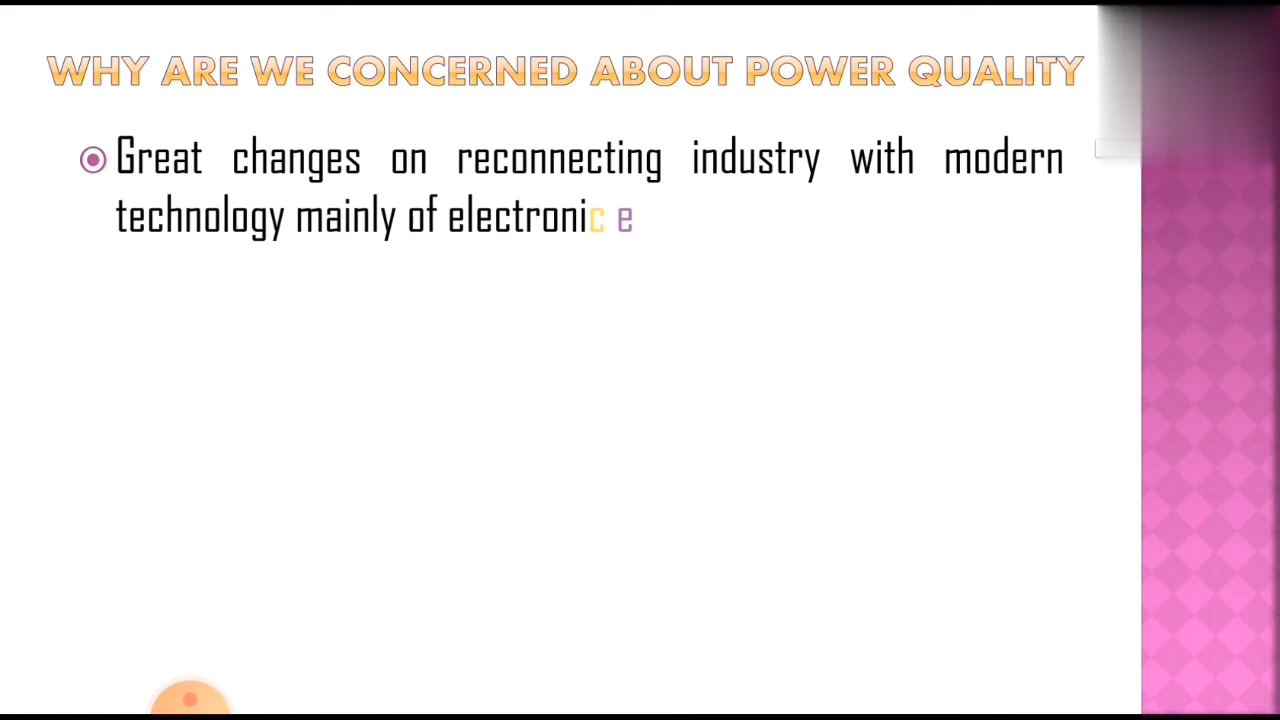 WHY ARE WE CONCERNED ABOUT POWER QUALITY
Great changes on reconnecting industry with modern
technology mainly of electronic e